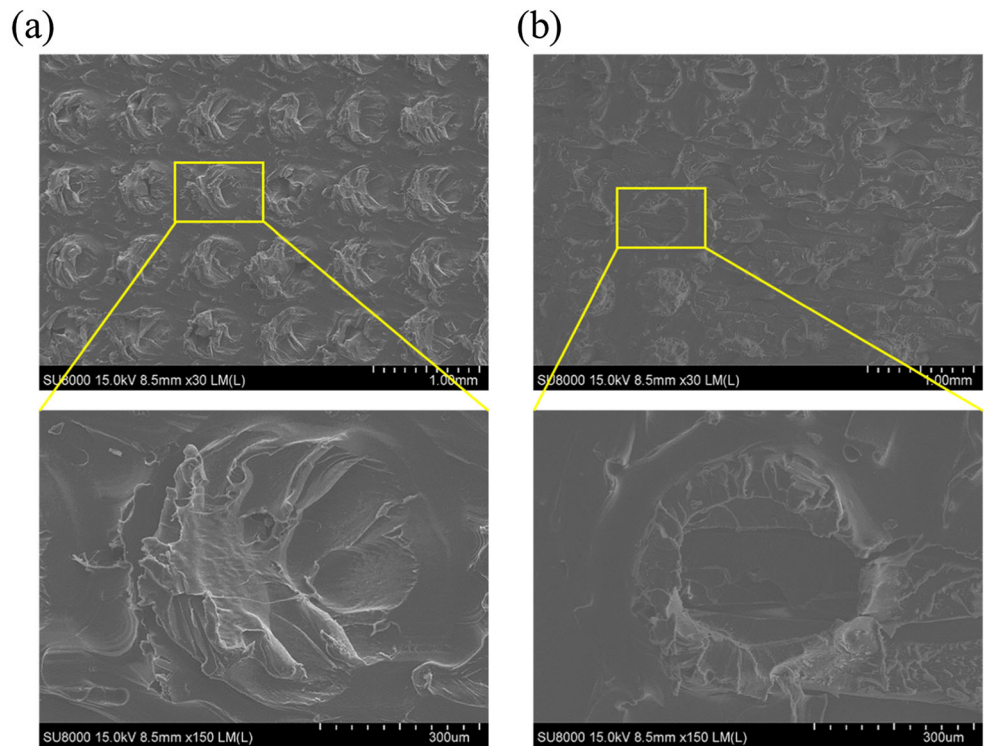 (a)
(b)
SU8000 15.0kV 8.5mm x30 LM(L)
1.00mm
SU8000 15.0kV 8.5mm x30 LM(L)
1.00mm
SU8000 15.0kV 8.5mm x150 LM(L)
300um
SU8000 15.0kV 8.5mm x150 LM(L)
300um